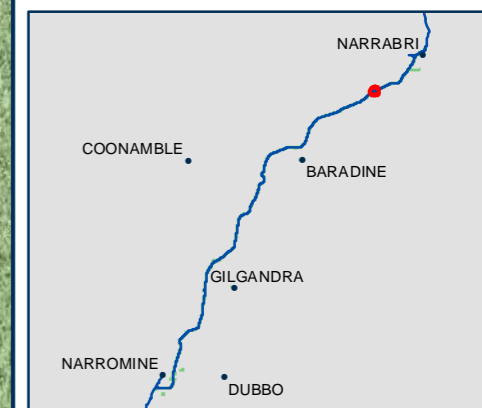 NARRABRI
COONAMBLE
BARADINE
GILGANDRA
NARROMINE
DUBBO